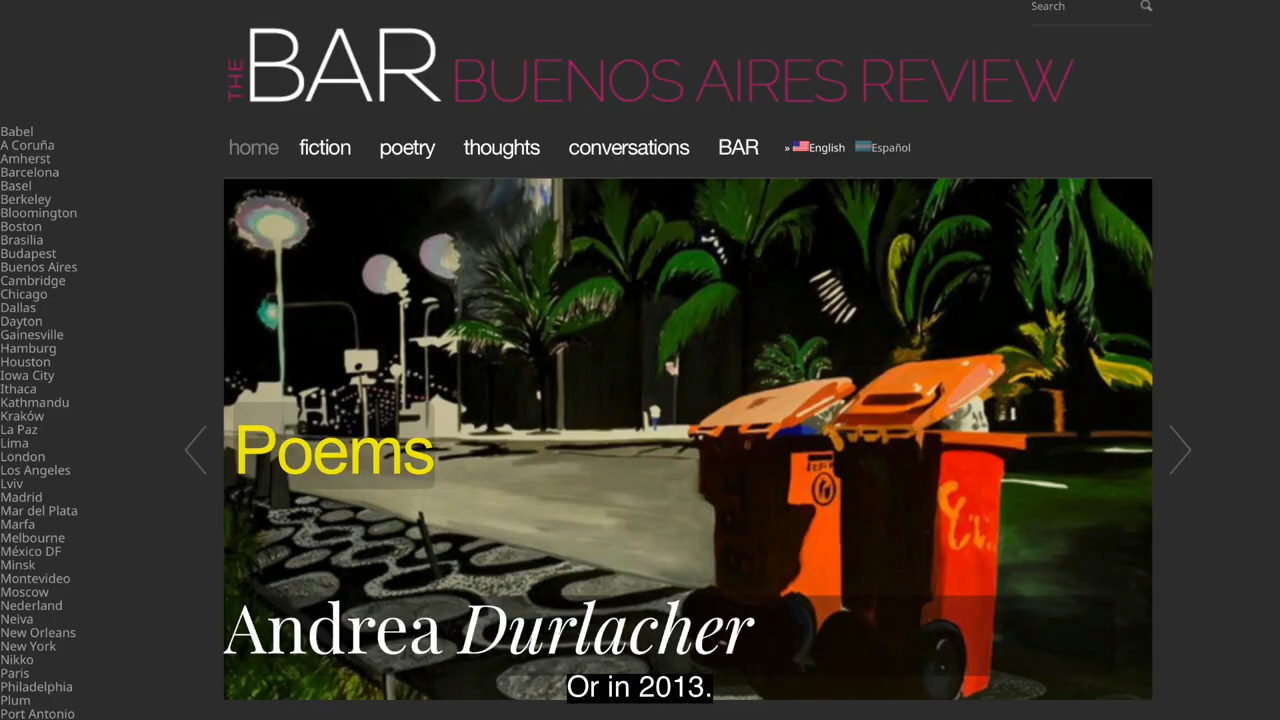 Search
THE BAR BUENOS AIRES REVIEW
home fiction poetry thoughts conversations BAR » English Español
Babel
A Coruña
Amherst
Barcelona
Basel
Berkeley
Bloomington
Boston
Brasilia
Budapest
Buenos Aires
Cambridge
Chicago
Dallas
Dayton
Gainesville
Hamburg
Houston
Iowa City
Ithaca
Kathmandu
Kraków
La Paz
Lima
London
Los Angeles
Lviv
Madrid
Mar del Plata
Marfa
Melbourne
México DF
Minsk
Montevideo
Moscow
Nederland
Neiva
New Orleans
New York
Nikko
Paris
Philadelphia
Plum
Port Antonio
Poems
Andrea Durlacher
Or in 2013.